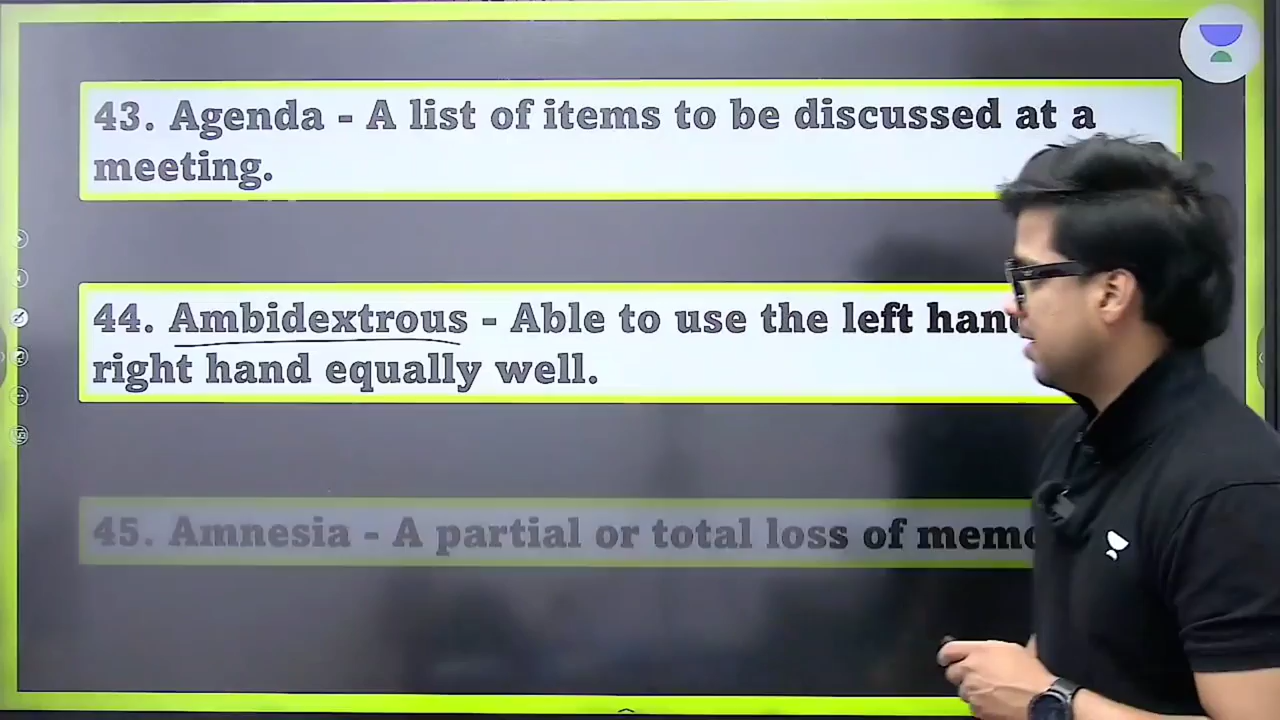 43. Agenda - A list of items to be discussed at a
meeting.
44. Ambidextrous - Able to use the left hand
right hand equally well.
45. Amnesia - A partial or total loss of